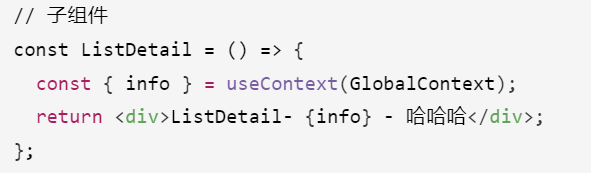 // 子组件
const ListDetail = () => {
  const { info } = useContext(GlobalContext);
  return <div>ListDetail- {info} - 哈哈哈</div>;
};